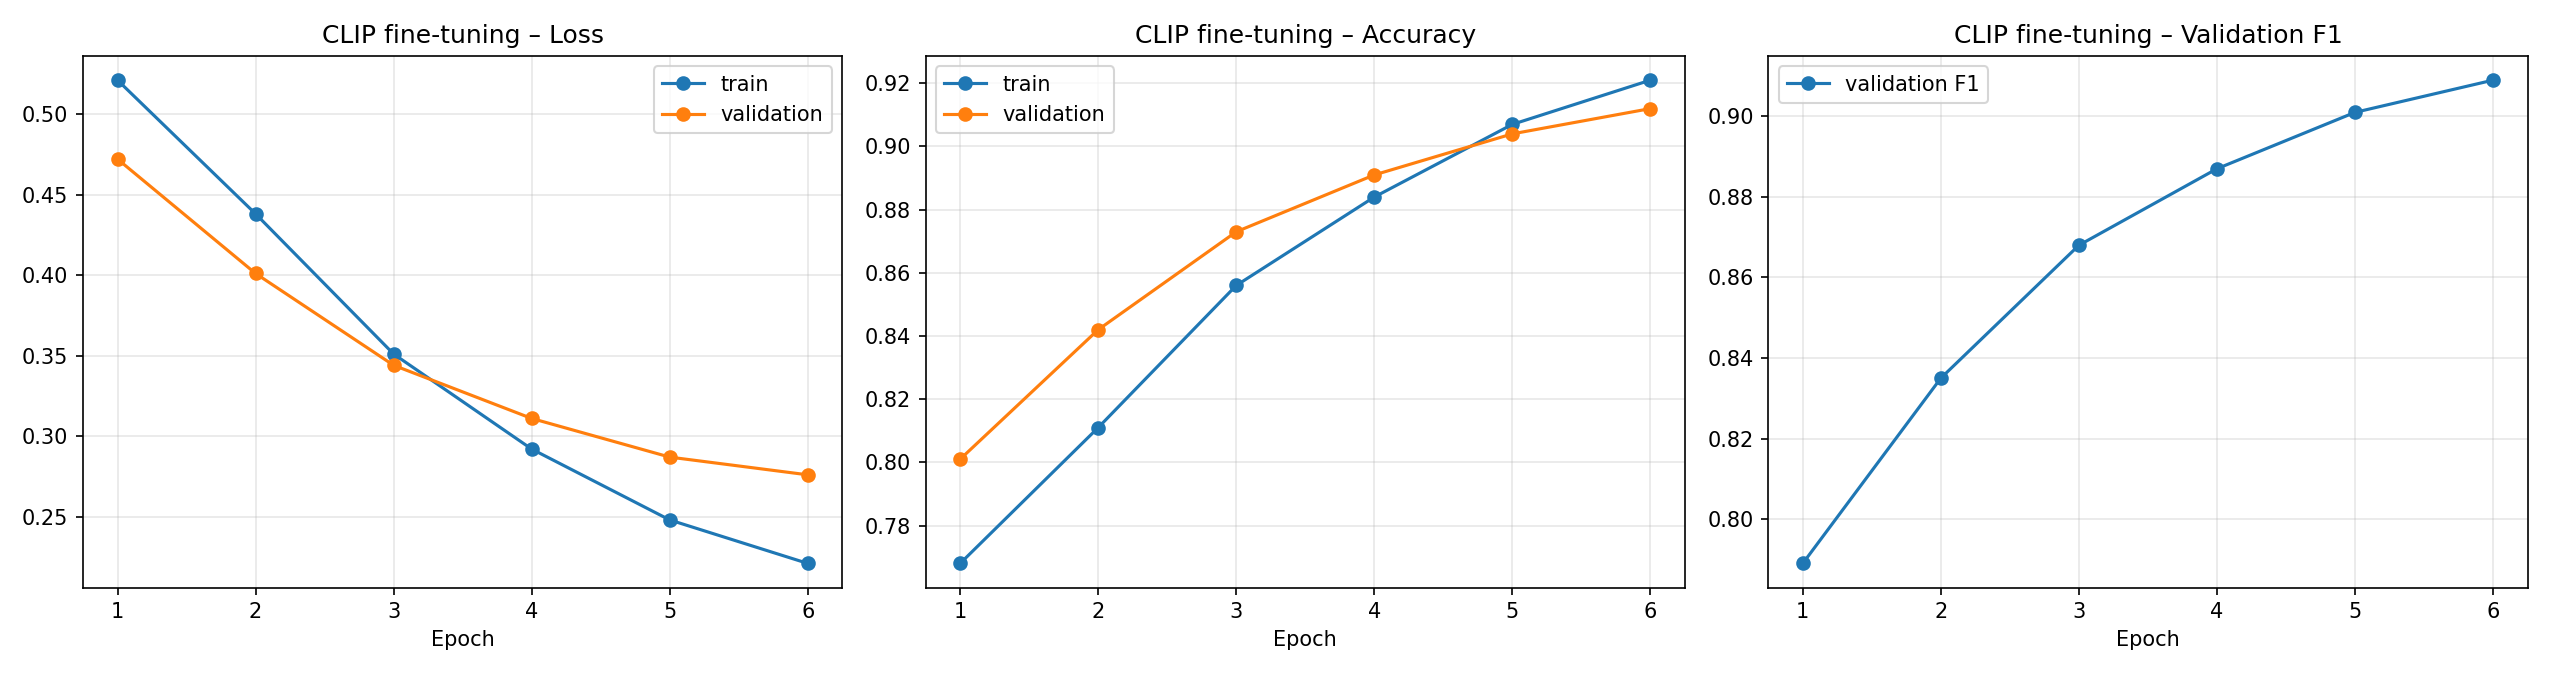 CLIP fine-tuning – Loss
train
validation
0.50
0.45
0.40
0.35
0.30
0.25
1 2 3 4 5 6
Epoch
CLIP fine-tuning – Accuracy
train
validation
0.92
0.90
0.88
0.86
0.84
0.82
0.80
0.78
1 2 3 4 5 6
Epoch
CLIP fine-tuning – Validation F1
validation F1
0.90
0.88
0.86
0.84
0.82
0.80
1 2 3 4 5 6
Epoch